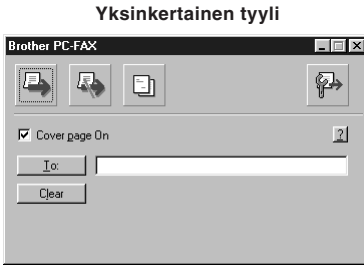 Yksinkertainen tyyli
Brother PC-FAX
Cover page On
?
To:
Clear